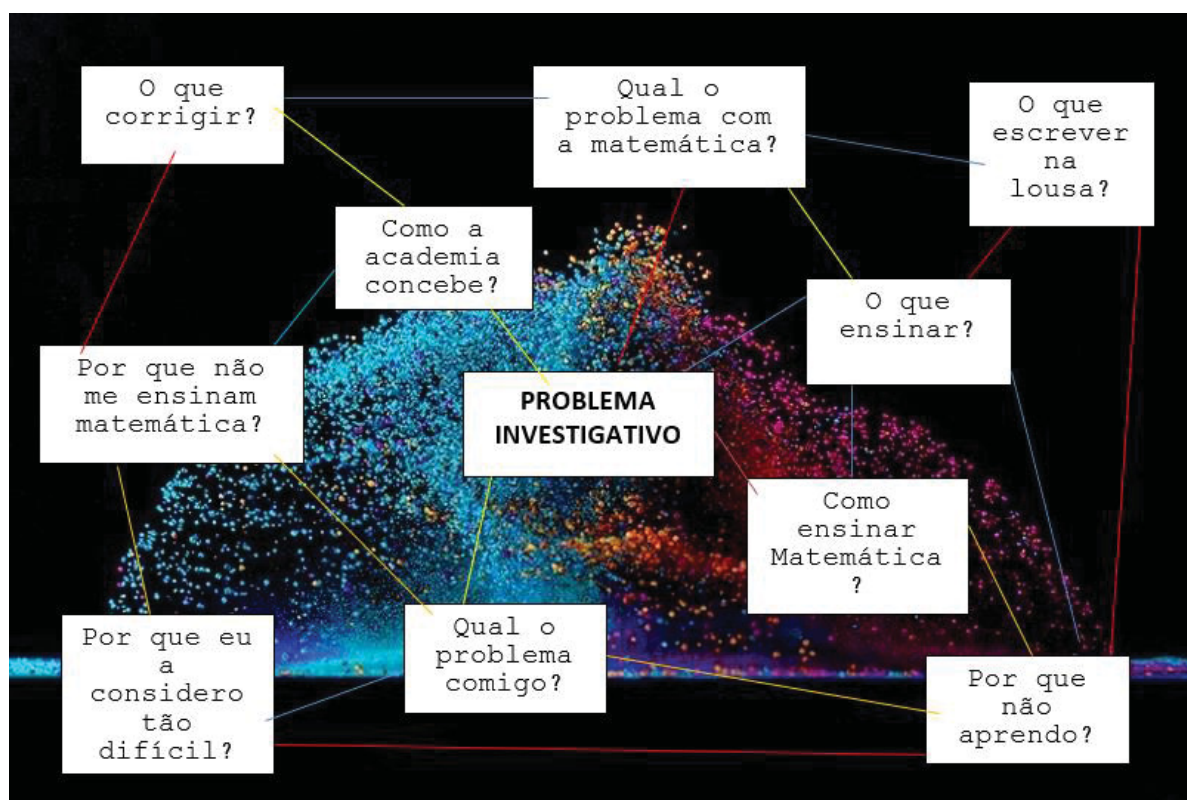 O que
corrigir?
Qual o
problema com
a matemática?
O que
escrever
na
lousa?
Como a
academia
concebe?
O que
ensinar?
Por que não
me ensinam
matemática?
PROBLEMA
INVESTIGATIVO
Como
ensinar
Matemática
?
Por que eu
a
considero
tão
difícil?
Qual o
problema
comigo?
Por que
não
aprendo?